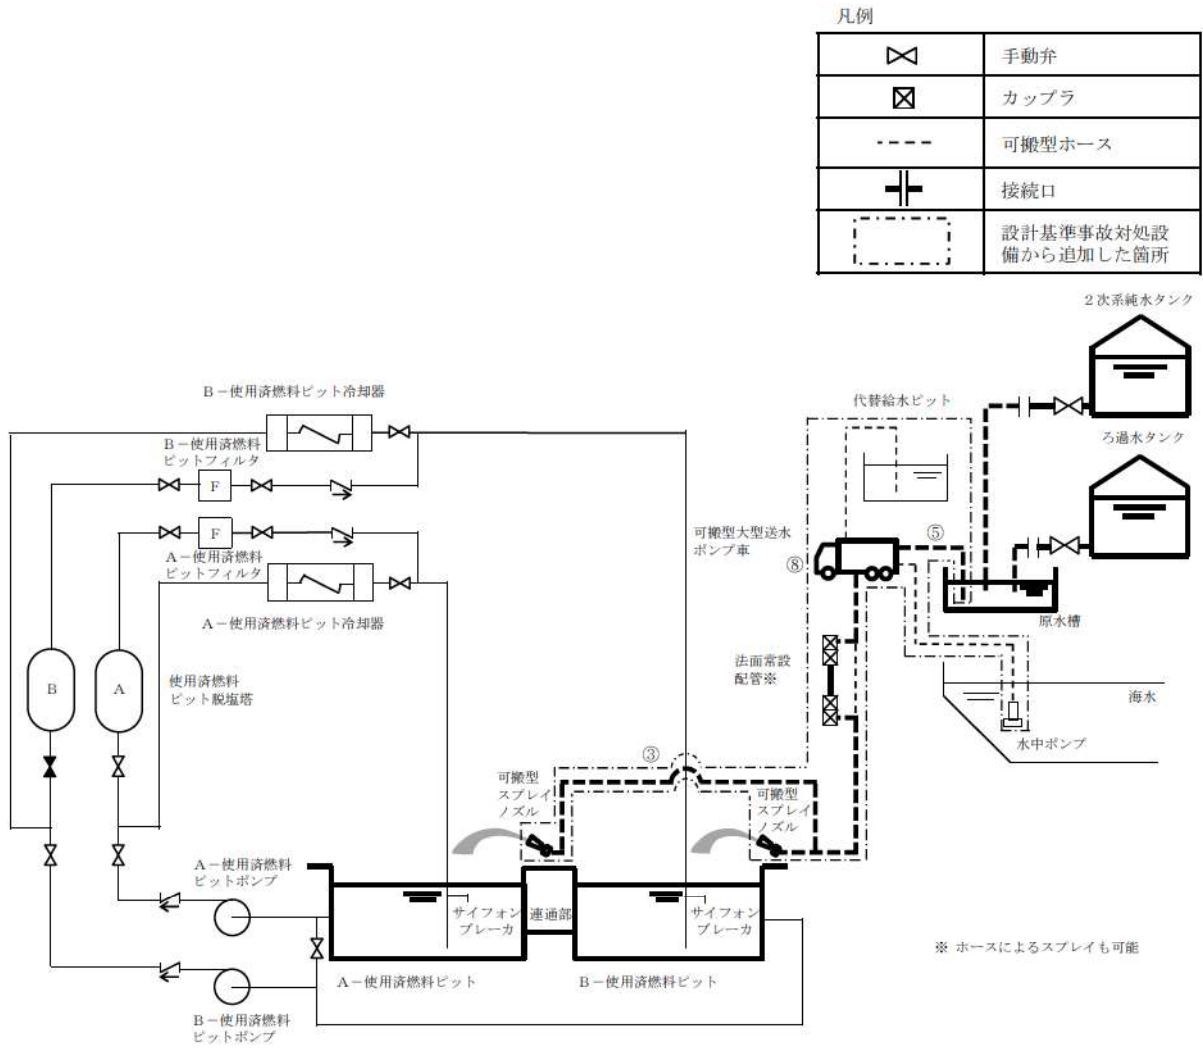 凡例
手動弁
カップラ
可搬型ホース
接続口
設計基準事故対処設
備から追加した箇所
2次系純水タンク
ろ過水タンク
代替給水ピット
B-使用済燃料ピット冷却器
B-使用済燃料
ピットフィルタ
F
F
A-使用済燃料
ピットフィルタ
A-使用済燃料ピット冷却器
可搬型大型送水
ポンプ車
⑧
⑤
原水槽
法面常設
配管※
海水
水中ポンプ
B
A
使用済燃料
ピット脱塩塔
③
可搬型
スプレイ
ノズル
可搬型
スプレイ
ノズル
A-使用済燃料
ピットポンプ
サイフォン
ブレーカ
連通部
サイフォン
ブレーカ
A-使用済燃料ピット
B-使用済燃料ピット
B-使用済燃料
ピットポンプ
※ ホースによるスプレイも可能